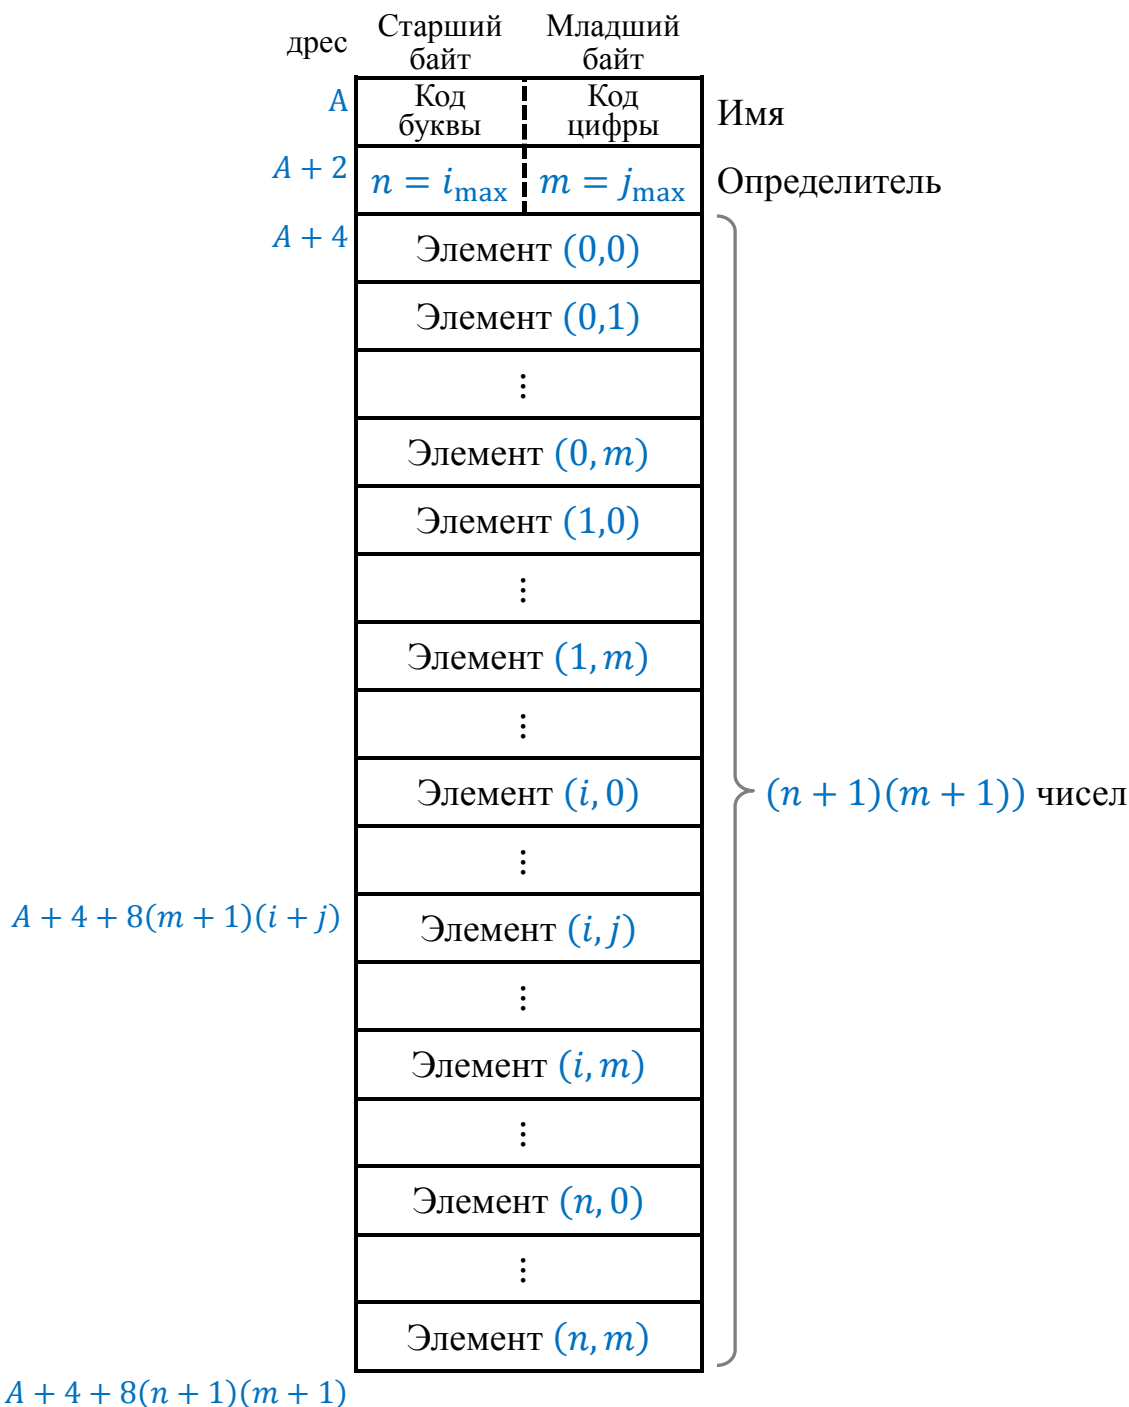 дрес Старший байт Младший байт
A Код буквы Код цифры Имя
A + 2 n = i_max m = j_max Определитель
A + 4 Элемент (0,0)
Элемент (0,1)
⋮
Элемент (0, m)
Элемент (1,0)
⋮
Элемент (1, m)
⋮
Элемент (i, 0) (n + 1)(m + 1)) чисел
⋮
A + 4 + 8(m + 1)(i + j) Элемент (i, j)
⋮
Элемент (i, m)
⋮
Элемент (n, 0)
⋮
Элемент (n, m)
A + 4 + 8(n + 1)(m + 1)